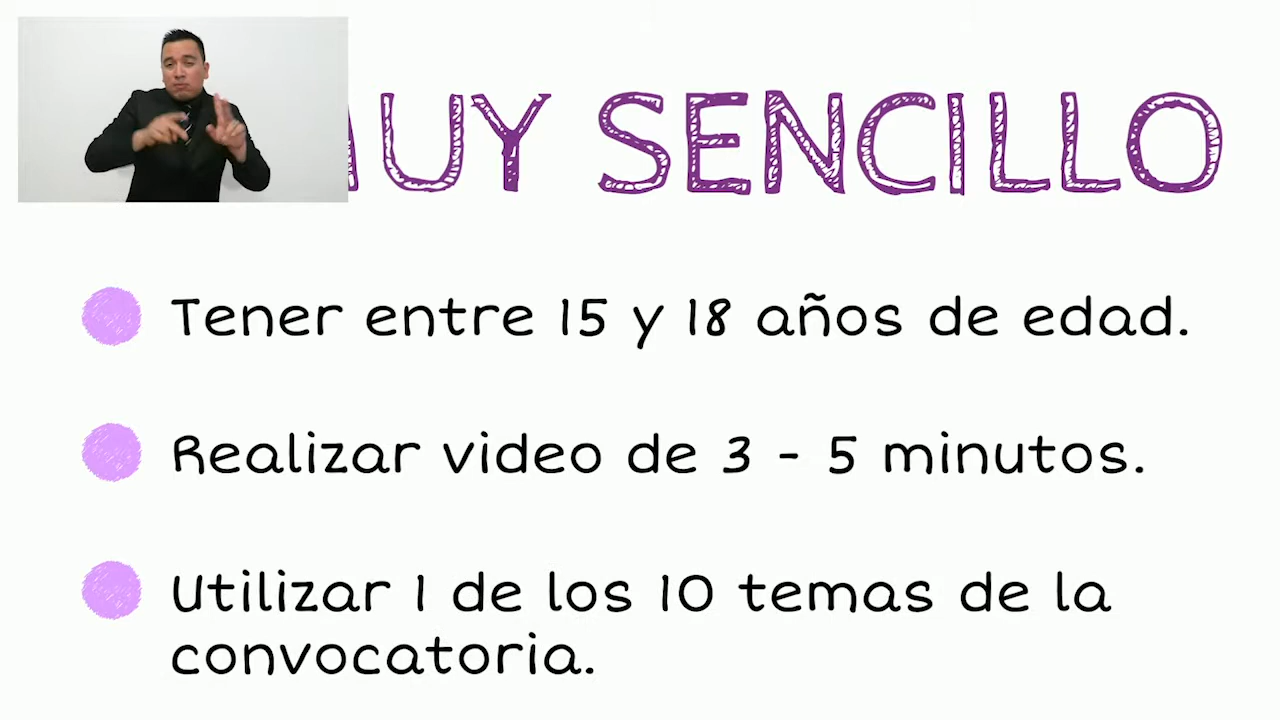 MUY SENCILLO
Tener entre 15 y 18 años de edad.
Realizar video de 3 - 5 minutos.
Utilizar 1 de los 10 temas de la
convocatoria.